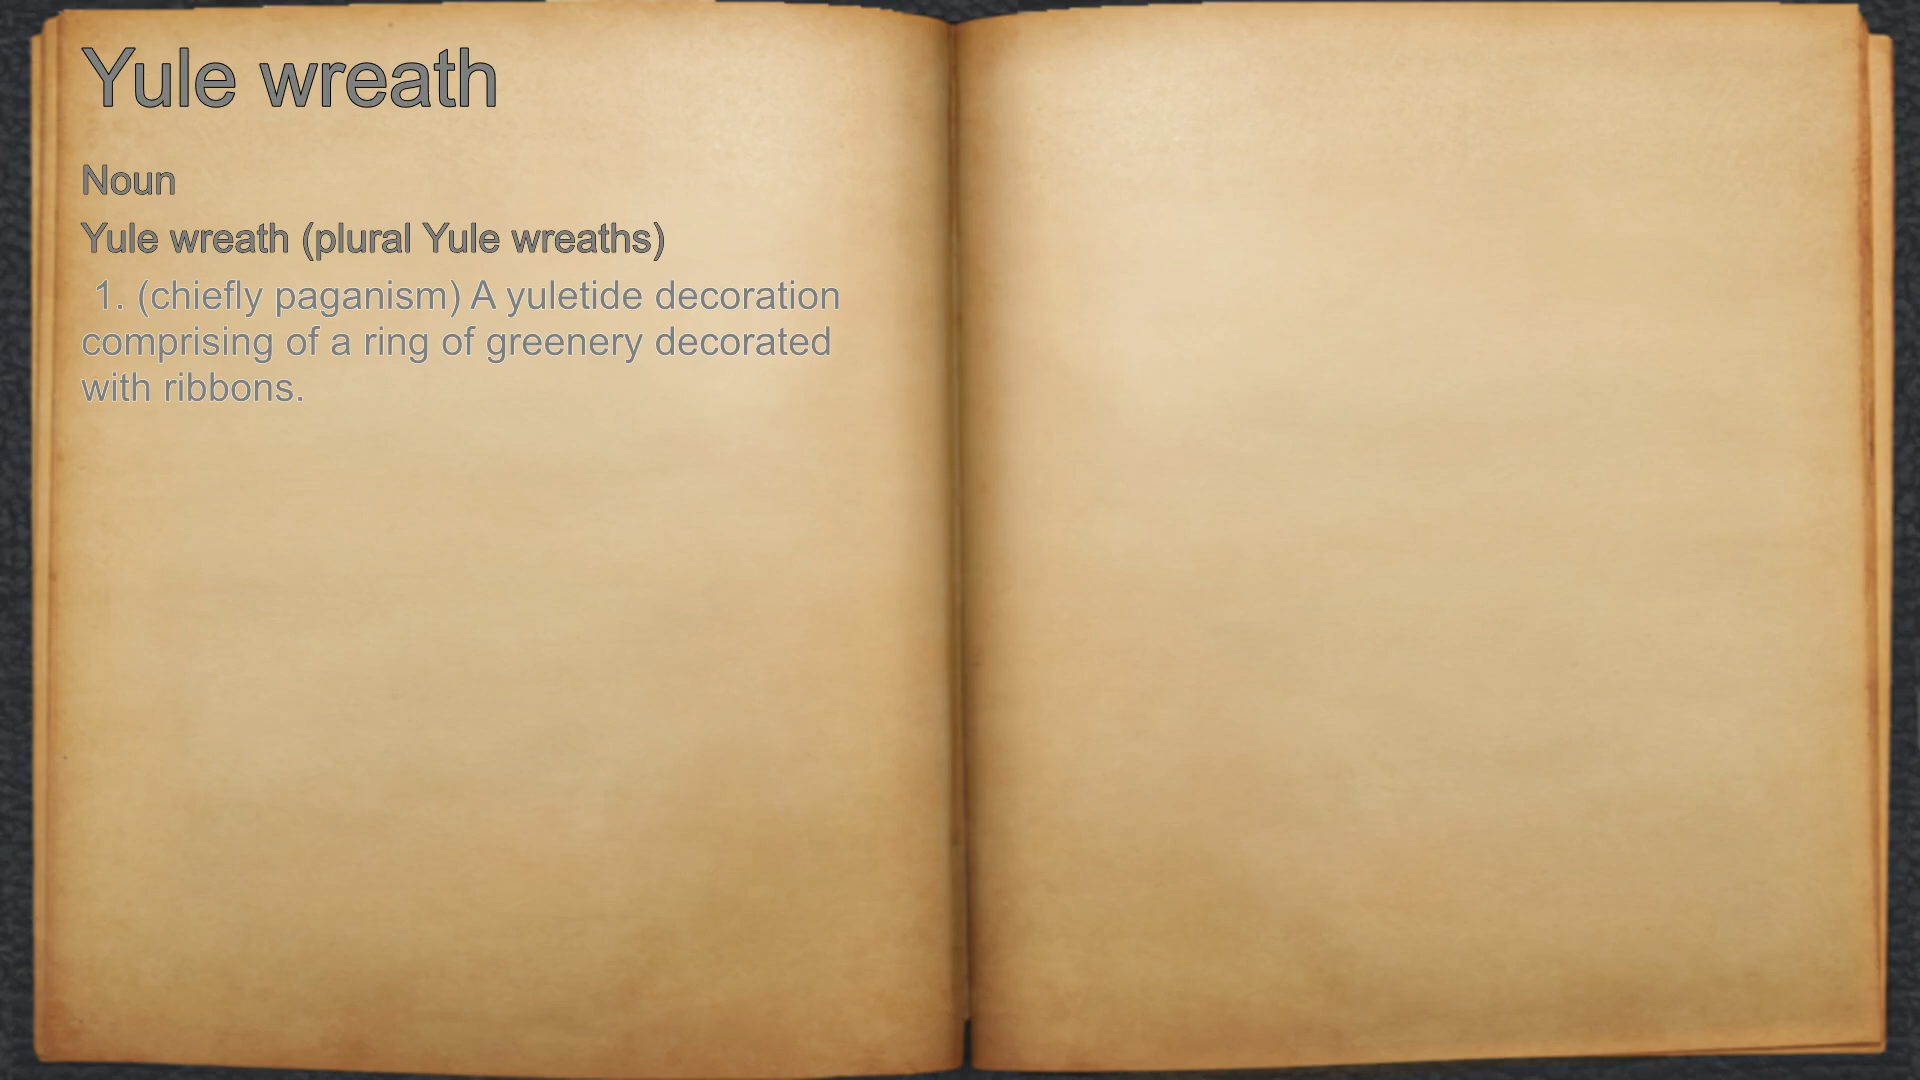 Yule wreath
Noun
Yule wreath (plural Yule wreaths)
1. (chiefly paganism) A yuletide decoration
comprising of a ring of greenery decorated
with ribbons.